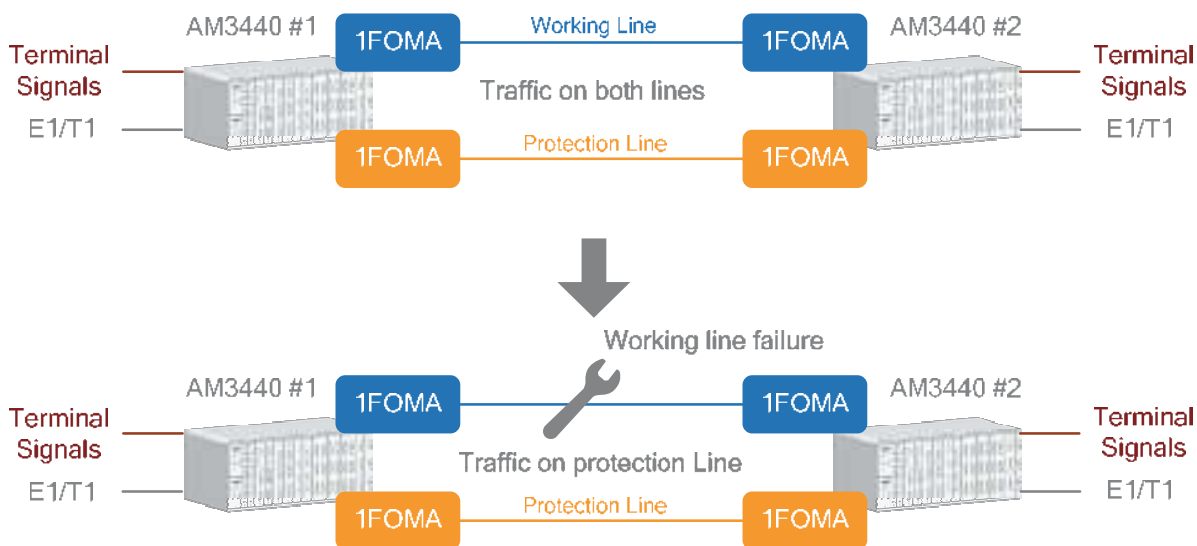 AM3440 #1
1FOMA
Working Line
1FOMA
AM3440 #2
Terminal
Signals
Traffic on both lines
Terminal
Signals
E1/T1
E1/T1
1FOMA
Protection Line
1FOMA
Working line failure
AM3440 #1
1FOMA
1FOMA
AM3440 #2
Terminal
Signals
Terminal
Signals
Traffic on protection Line
E1/T1
E1/T1
1FOMA
Protection Line
1FOMA